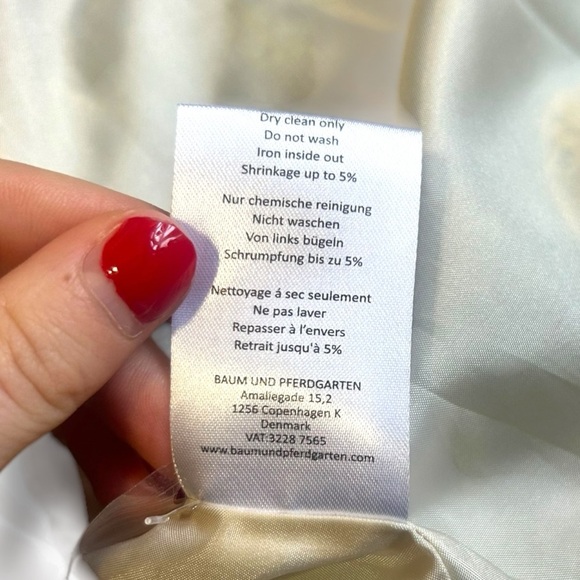 Dry clean only
Do not wash
Iron inside out
Shrinkage up to 5%
Nur chemische reinigung
Nicht waschen
Von links bügeln
Schrumpfung bis zu 5%
Nettoyage á sec seulement
Ne pas laver
Repasser à l'envers
Retrait jusqu'à 5%
BAUM UND PFERDGARTEN
Amaliegade 15,2
1256 Copenhagen K
Denmark
VAT:3228 7565
www.baumundpferdgarten.com